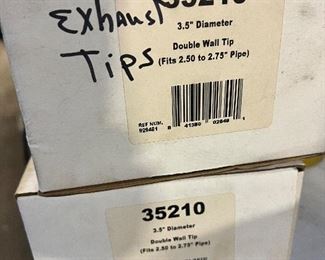 Exhaust
Tips
35210
3.5" Diameter
Double Wall Tip
(Fits 2.50 to 2.75" Pipe)
REF NUM.
35210
3.5" Diameter
Double Wall Tip
(Fits 2.50 to 2.75" Pipe)